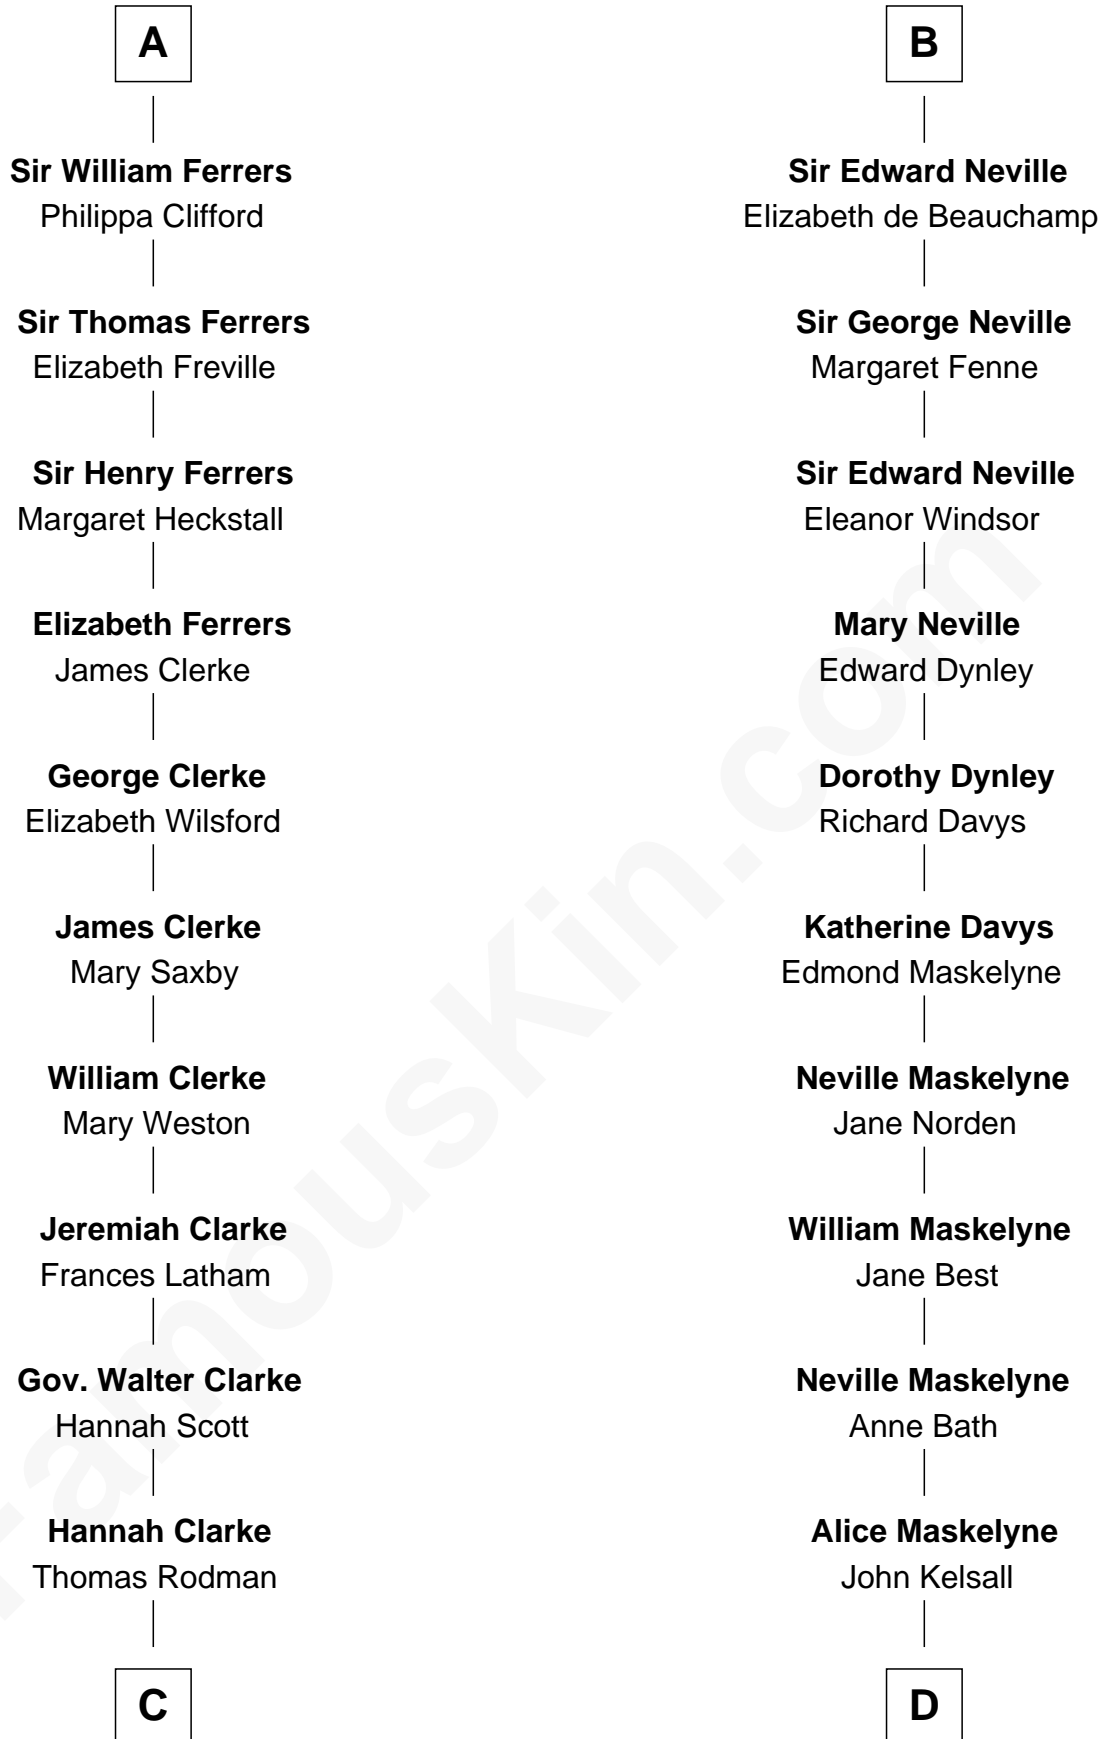 A
Sir William Ferrers
Philippa Clifford
Sir Thomas Ferrers
Elizabeth Freville
Sir Henry Ferrers
Margaret Heckstall
Elizabeth Ferrers
James Clerke
George Clerke
Elizabeth Wilsford
James Clerke
Mary Saxby
William Clerke
Mary Weston
Jeremiah Clarke
Frances Latham
Gov. Walter Clarke
Hannah Scott
Hannah Clarke
Thomas Rodman
C
B
Sir Edward Neville
Elizabeth de Beauchamp
Sir George Neville
Margaret Fenne
Sir Edward Neville
Eleanor Windsor
Mary Neville
Edward Dynley
Dorothy Dynley
Richard Davys
Katherine Davys
Edmond Maskelyne
Neville Maskelyne
Jane Norden
William Maskelyne
Jane Best
Neville Maskelyne
Anne Bath
Alice Maskelyne
John Kelsall
D
FamousKin.com